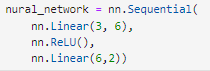 nural_network = nn.Sequential(
    nn.Linear(3, 6),
    nn.ReLU(),
    nn.Linear(6,2))